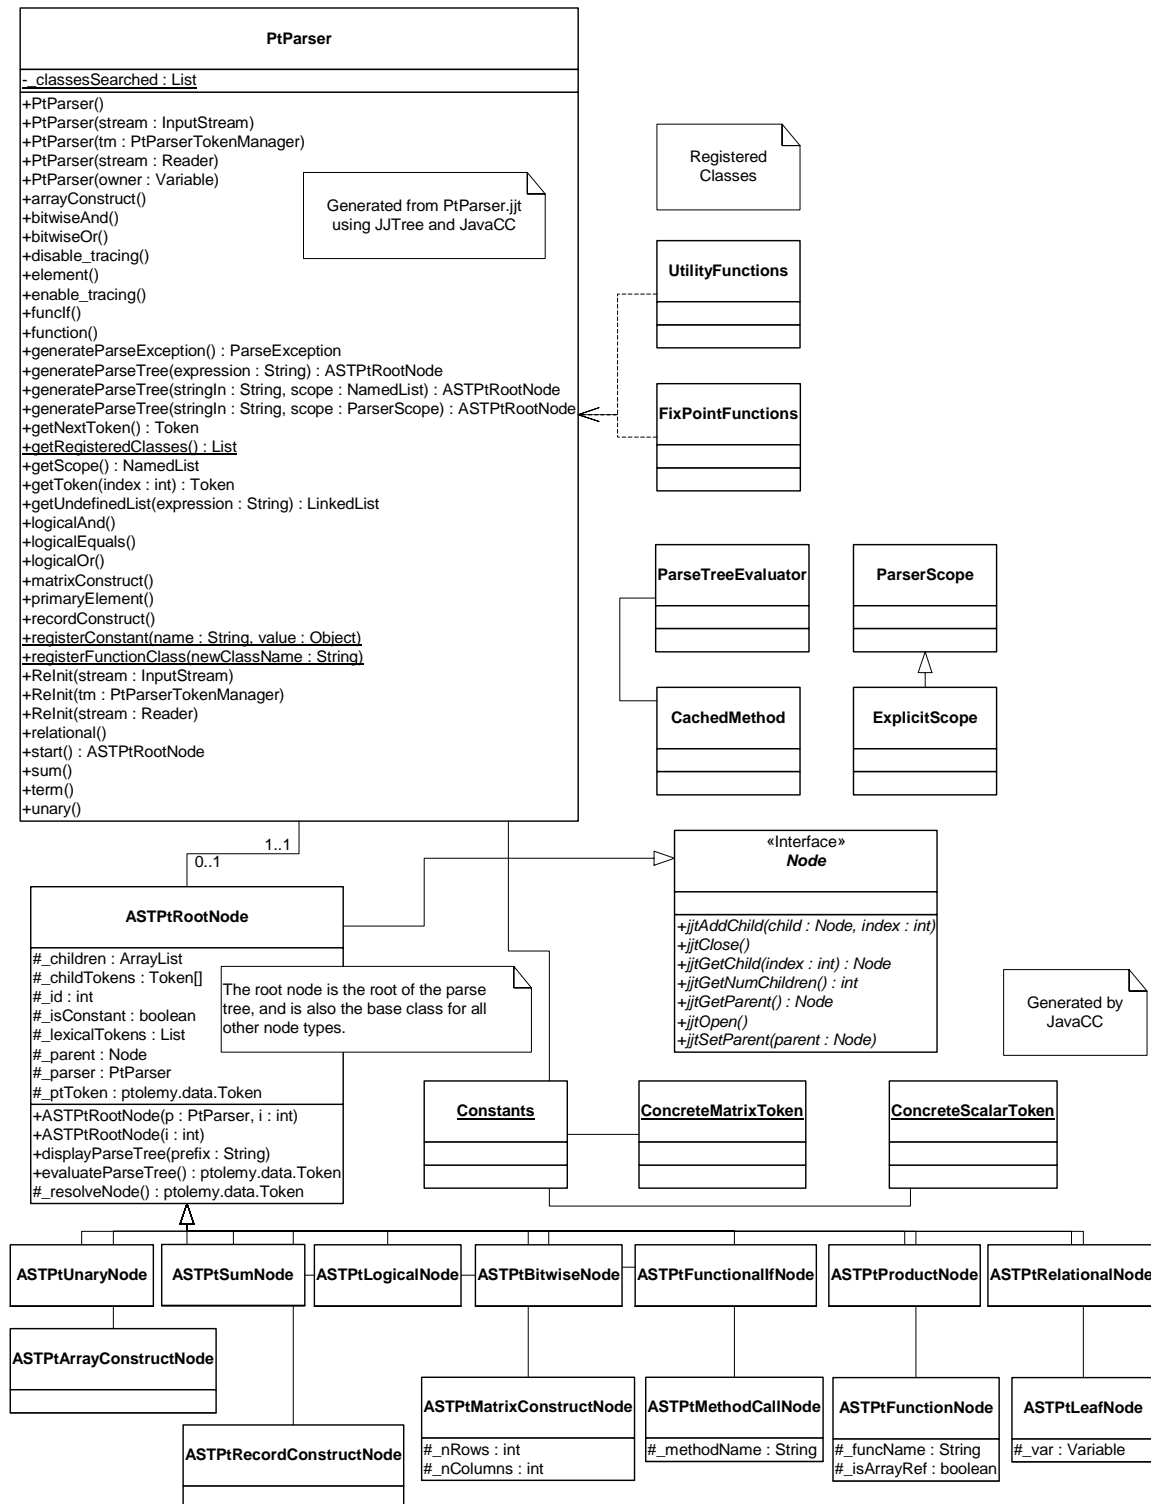 PtParser
-_classesSearched : List
+PtParser()
+PtParser(stream : InputStream)
+PtParser(tm : PtParserTokenManager)
+PtParser(stream : Reader)
+PtParser(owner : Variable)
+arrayConstruct()
+bitwiseAnd()
+bitwiseOr()
+disable_tracing()
+element()
+enable_tracing()
+funcIf()
+function()
+generateParseException() : ParseException
+generateParseTree(expression : String) : ASTPtRootNode
+generateParseTree(stringIn : String, scope : NamedList) : ASTPtRootNode
+generateParseTree(stringIn : String, scope : ParserScope) : ASTPtRootNode
+getNextToken() : Token
+getRegisteredClasses() : List
+getScope() : NamedList
+getToken(index : int) : Token
+getUndefinedList(expression : String) : LinkedList
+logicalAnd()
+logicalEquals()
+logicalOr()
+matrixConstruct()
+primaryElement()
+recordConstruct()
+registerConstant(name : String, value : Object)
+registerFunctionClass(newClassName : String)
+ReInit(stream : InputStream)
+ReInit(tm : PtParserTokenManager)
+ReInit(stream : Reader)
+relational()
+start() : ASTPtRootNode
+sum()
+term()
+unary()
Generated from PtParser.jjt
using JJTree and JavaCC
Registered
Classes
UtilityFunctions
FixPointFunctions
ParseTreeEvaluator
ParserScope
CachedMethod
ExplicitScope
1..1
0..1
«Interface»
Node
+jjtAddChild(child : Node, index : int)
+jjtClose()
+jjtGetChild(index : int) : Node
+jjtGetNumChildren() : int
+jjtGetParent() : Node
+jjtOpen()
+jjtSetParent(parent : Node)
ASTPtRootNode
#_children : ArrayList
#_childTokens : Token[]
#_id : int
#_isConstant : boolean
#_lexicalTokens : List
#_parent : Node
#_parser : PtParser
#_ptToken : ptolemy.data.Token
+ASTPtRootNode(p : PtParser, i : int)
+ASTPtRootNode(i : int)
+displayParseTree(prefix : String)
+evaluateParseTree() : ptolemy.data.Token
#_resolveNode() : ptolemy.data.Token
The root node is the root of the parse
tree, and is also the base class for all
other node types.
Generated by
JavaCC
Constants
ConcreteMatrixToken
ConcreteScalarToken
ASTPtUnaryNode
ASTPtSumNode
ASTPtLogicalNode
ASTPtBitwiseNode
ASTPtFunctionalIfNode
ASTPtProductNode
ASTPtRelationalNode
ASTPtArrayConstructNode
ASTPtRecordConstructNode
ASTPtMatrixConstructNode
#_nRows : int
#_nColumns : int
ASTPtMethodCallNode
#_methodName : String
ASTPtFunctionNode
#_funcName : String
#_isArrayRef : boolean
ASTPtLeafNode
#_var : Variable